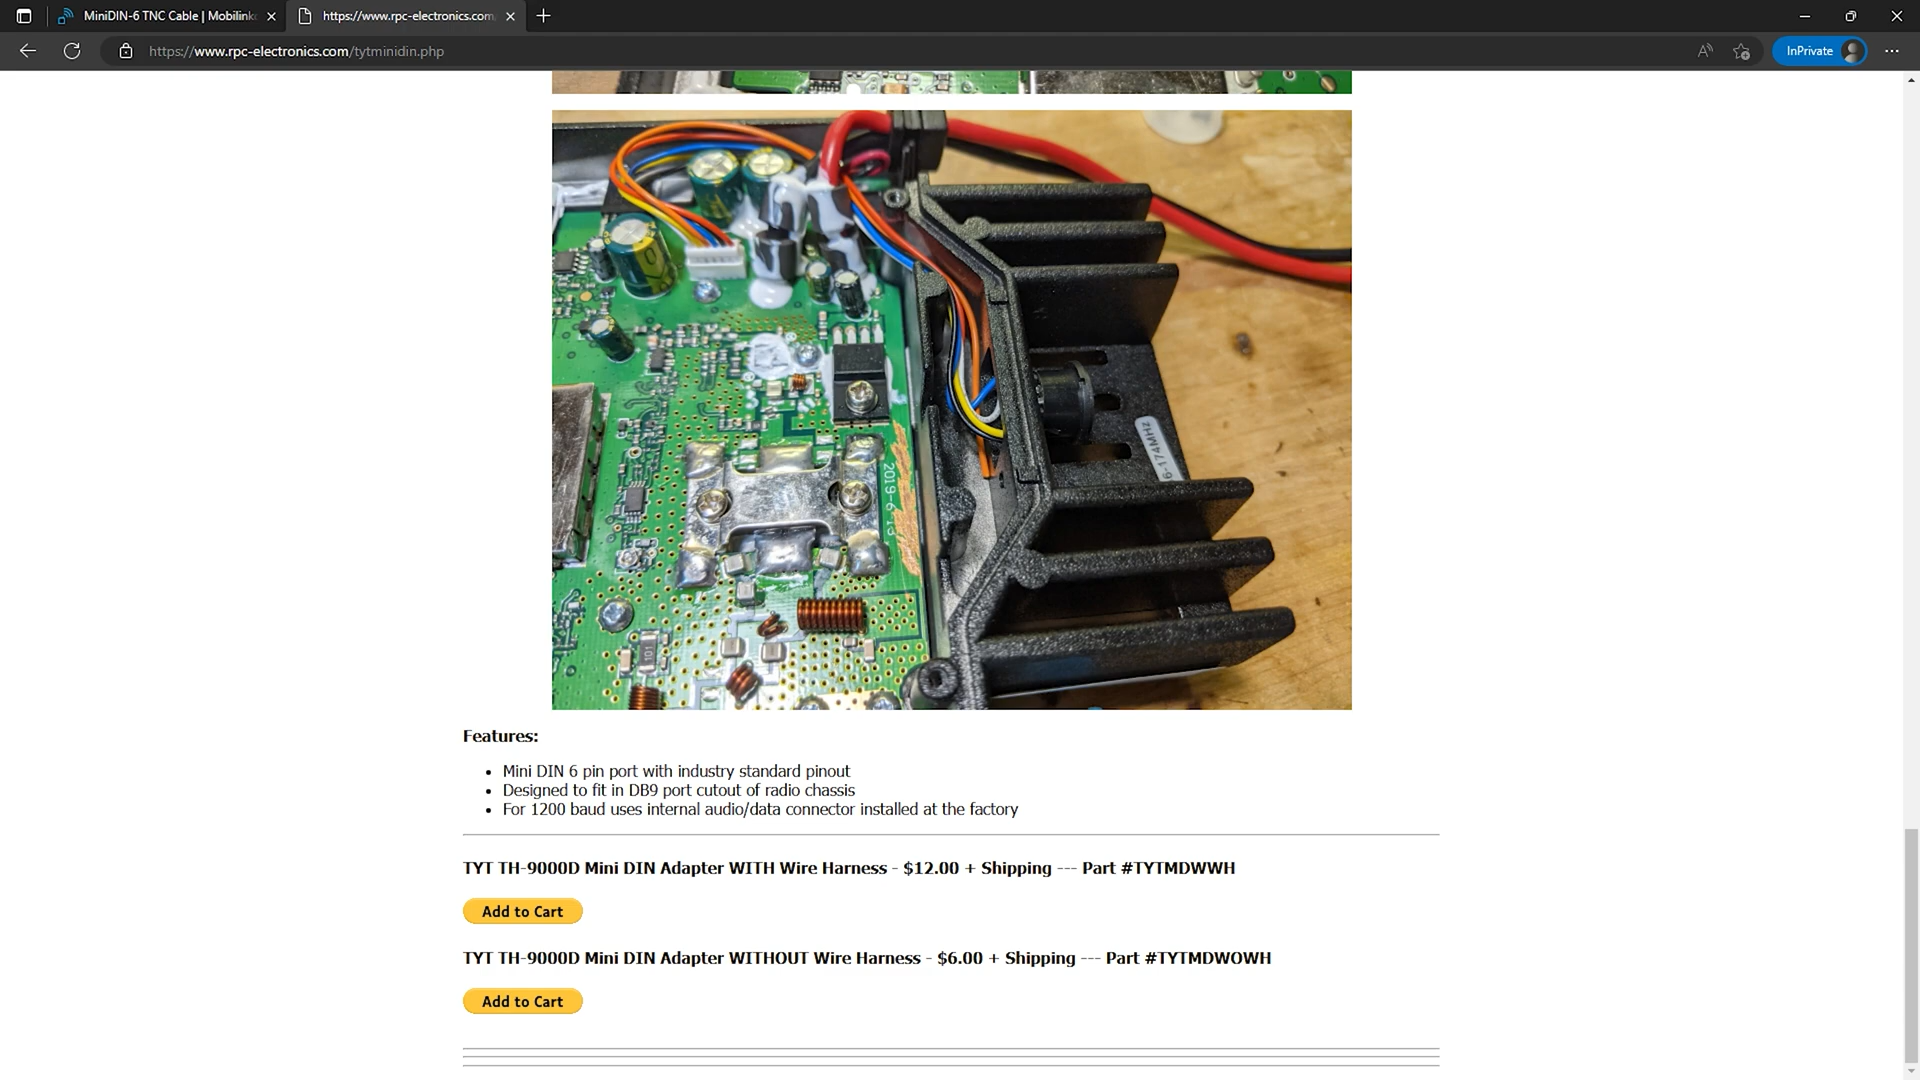 MiniDIN-6 TNC Cable | Mobilink
https://www.rpc-electronics.com
InPrivate
https://www.rpc-electronics.com/tytminidin.php
2019-6-13
6-174MHz
101
Features:
Mini DIN 6 pin port with industry standard pinout
Designed to fit in DB9 port cutout of radio chassis
For 1200 baud uses internal audio/data connector installed at the factory
TYT TH-9000D Mini DIN Adapter WITH Wire Harness - $12.00 + Shipping --- Part #TYTMDWWH
Add to Cart
TYT TH-9000D Mini DIN Adapter WITHOUT Wire Harness - $6.00 + Shipping --- Part #TYTMDWOWH
Add to Cart